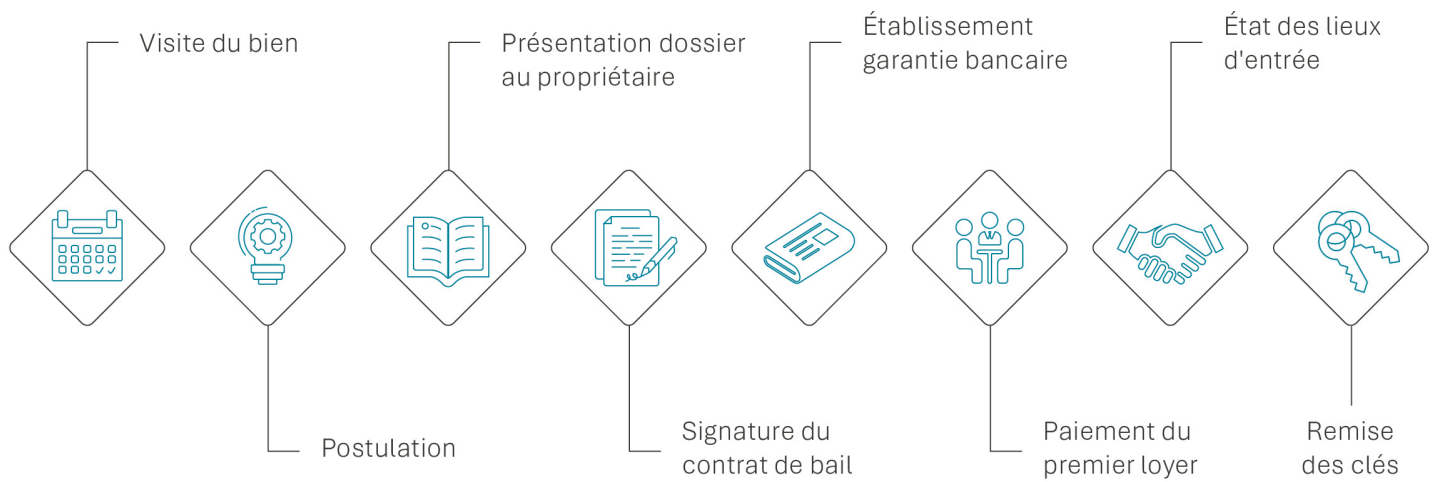 Visite du bien
Postulation
Présentation dossier
au propriétaire
Signature du
contrat de bail
Établissement
garantie bancaire
Paiement du
premier loyer
État des lieux
d'entrée
Remise
des clés